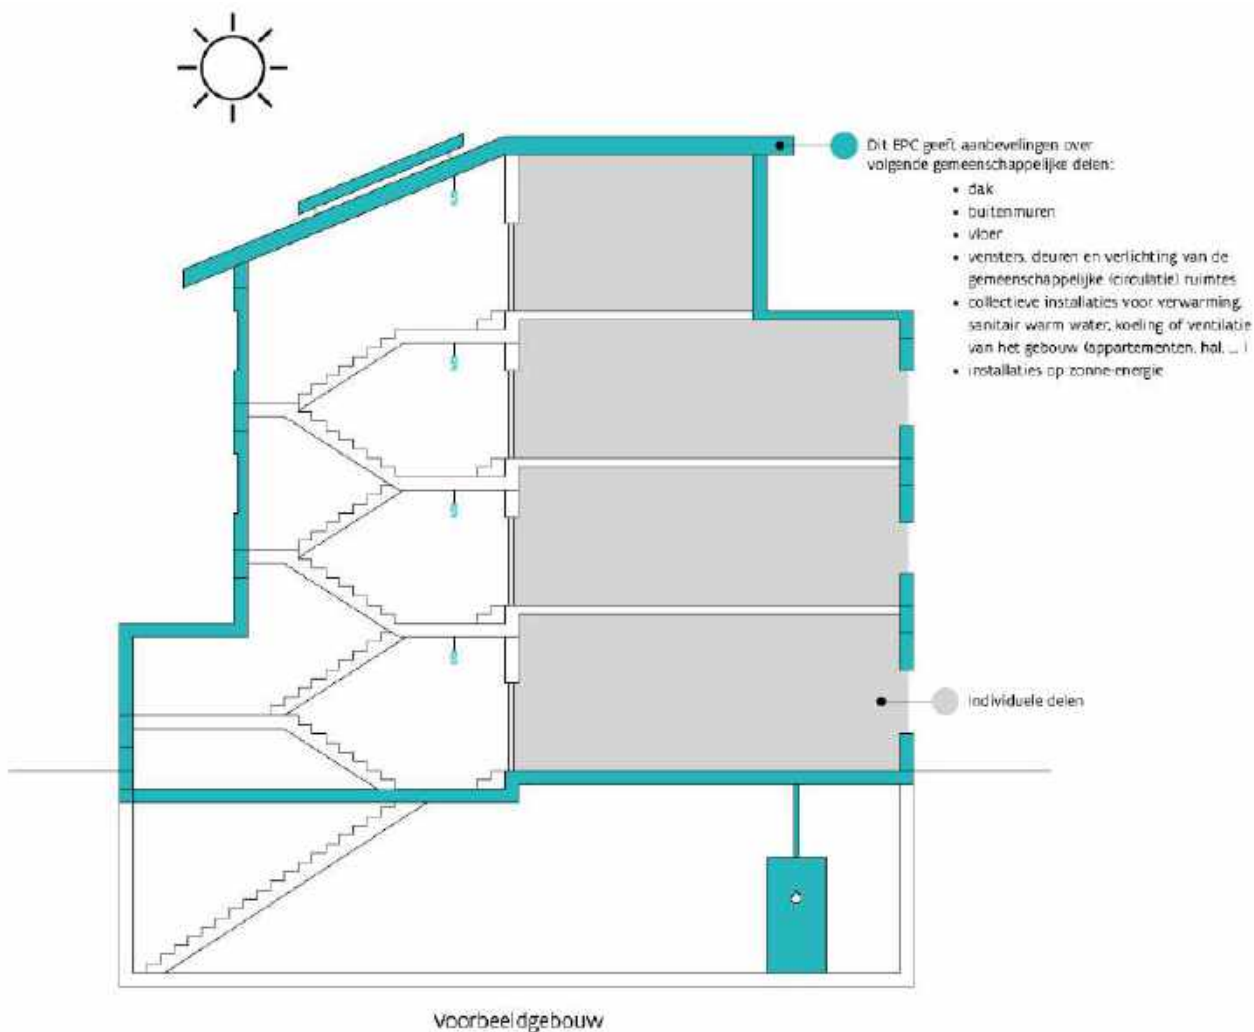 Dit EPC geeft aanbevelingen over
volgende gemeenschappelijke delen:
• dak
• buitenmuren
• vloer
• vensters, deuren en verlichting van de
gemeenschappelijke (circulatie) ruimtes
• collectieve installaties voor verwarming,
sanitair warm water, koeling of ventilatie
van het gebouw (appartementen, hal, ... )
• installaties op zonne-energie
Individuele delen
Voorbeeldgebouw